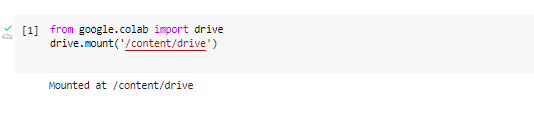 [1] from google.colab import drive
drive.mount('/content/drive')
Mounted at /content/drive